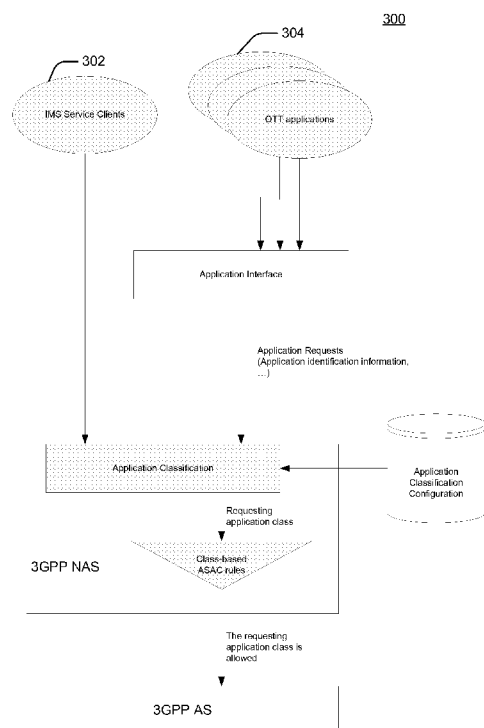 300
302
304
IMS Service Clients
OTT applications
Application Interface
Application Requests
(Application identification information,
…)
Application Classification
Application
Classification
Configuration
Requesting
application class
Class-based
ASAC rules
3GPP NAS
The requesting
application class is
allowed
3GPP AS